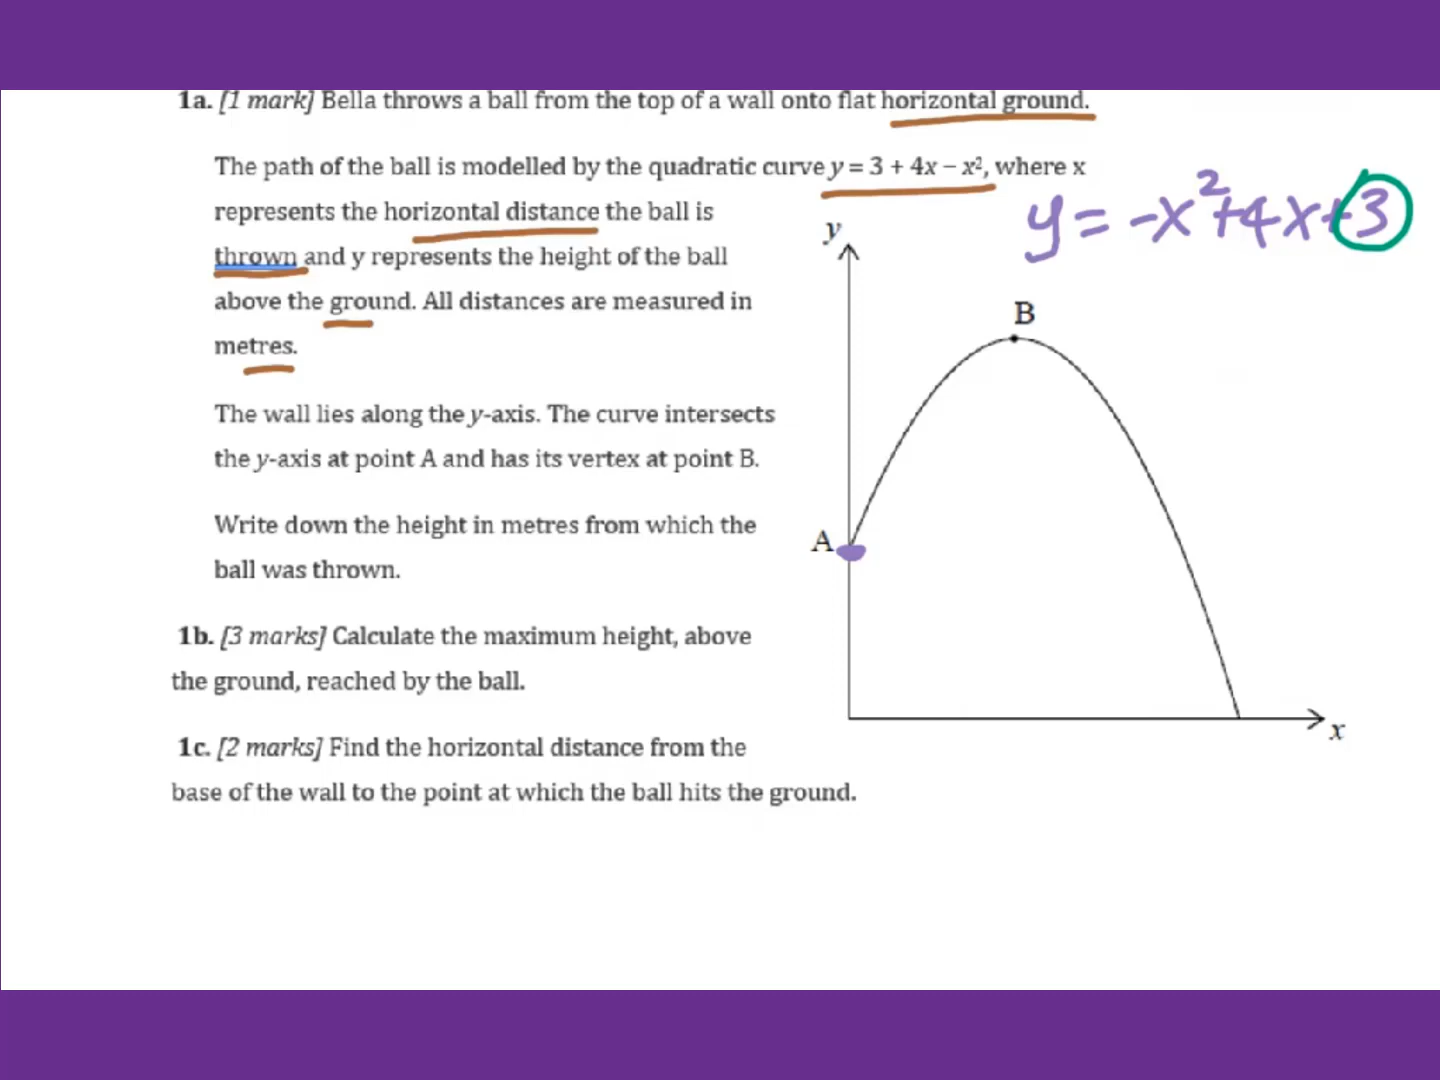 1a. [1 mark] Bella throws a ball from the top of a wall onto flat horizontal ground.
The path of the ball is modelled by the quadratic curve y = 3 + 4x − x², where x
represents the horizontal distance the ball is
thrown and y represents the height of the ball
above the ground. All distances are measured in
metres.
y = -x²+4x+3
y
B
The wall lies along the y-axis. The curve intersects
the y-axis at point A and has its vertex at point B.
Write down the height in metres from which the
ball was thrown.
A
1b. [3 marks] Calculate the maximum height, above
the ground, reached by the ball.
x
1c. [2 marks] Find the horizontal distance from the
base of the wall to the point at which the ball hits the ground.